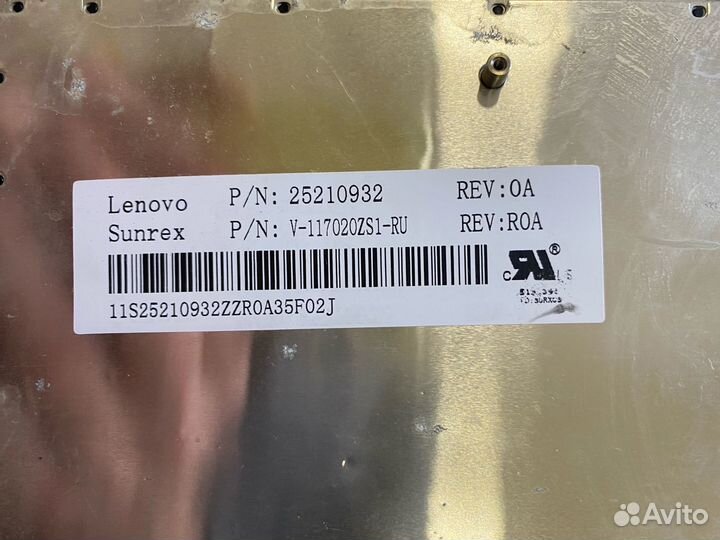 Lenovo P/N: 25210932 REV:0A
Sunrex P/N: V-117020ZS1-RU REV:R0A
11S25210932ZZR0A35F02J
Avito